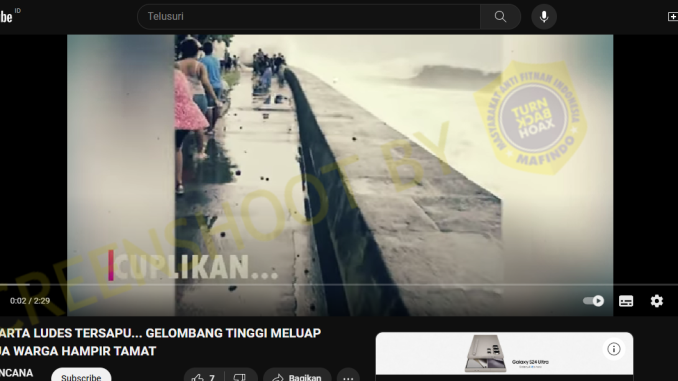 be ID
Telusuri
MASYARAKAT ANTI FITNAH INDONESIA
TURN
BACK
HOAX
MAFINDO
REENSHOOT BY
CUPLIKAN...
0:02 / 2:29
ARTA LUDES TERSAPU... GELOMBANG TINGGI MELUAP
A WARGA HAMPIR TAMAT
NCANA
Subscribe
7
Bagikan
Galaxy S24 Ultra